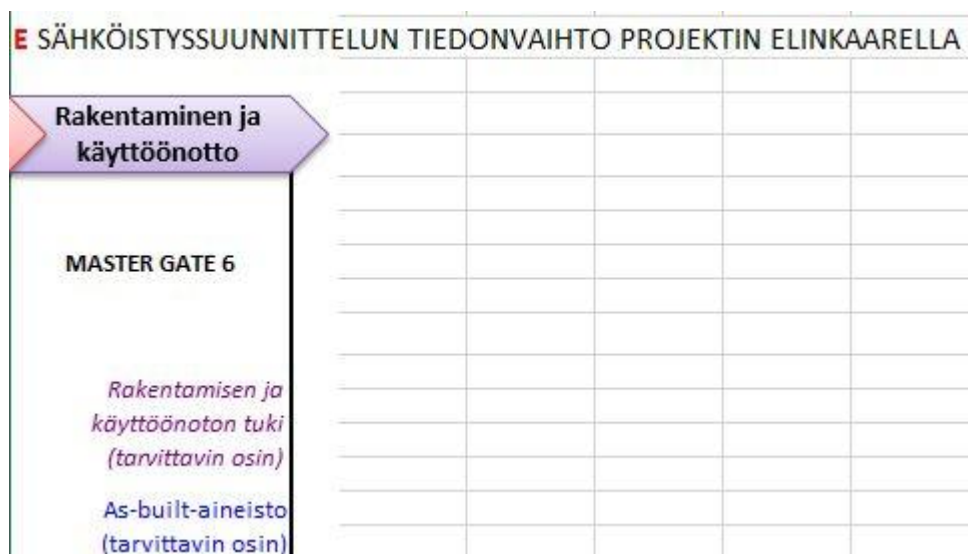 E SÄHKÖISTYSSUUNNITTELUN TIEDONVAIHTO PROJEKTIN ELINKAARELLA
Rakentaminen ja
käyttöönotto
MASTER GATE 6
Rakentamisen ja
käyttöönoton tuki
(tarvittavin osin)
As-built-aineisto
(tarvittavin osin)